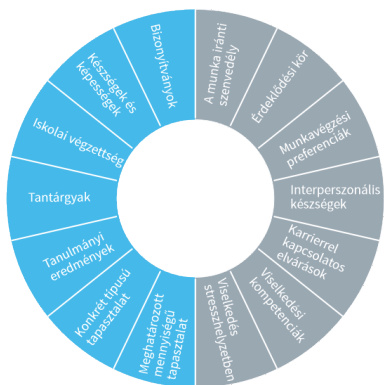 A munka iránti
szenvedély
Érdeklődési kör
Munkavégzési
preferenciák
Interperszonális
készségek
Karrierrel
kapcsolatos
elvárások
Viselkedési
kompetenciák
Viselkedés
stresszhelyzetben
Meghatározott
mennyiségű
tapasztalat
Konkrét típusú
tapasztalat
Tanulmányi
eredmények
Tantárgyak
Iskolai végzettség
Készségek és
képességek
Bizonyítványok